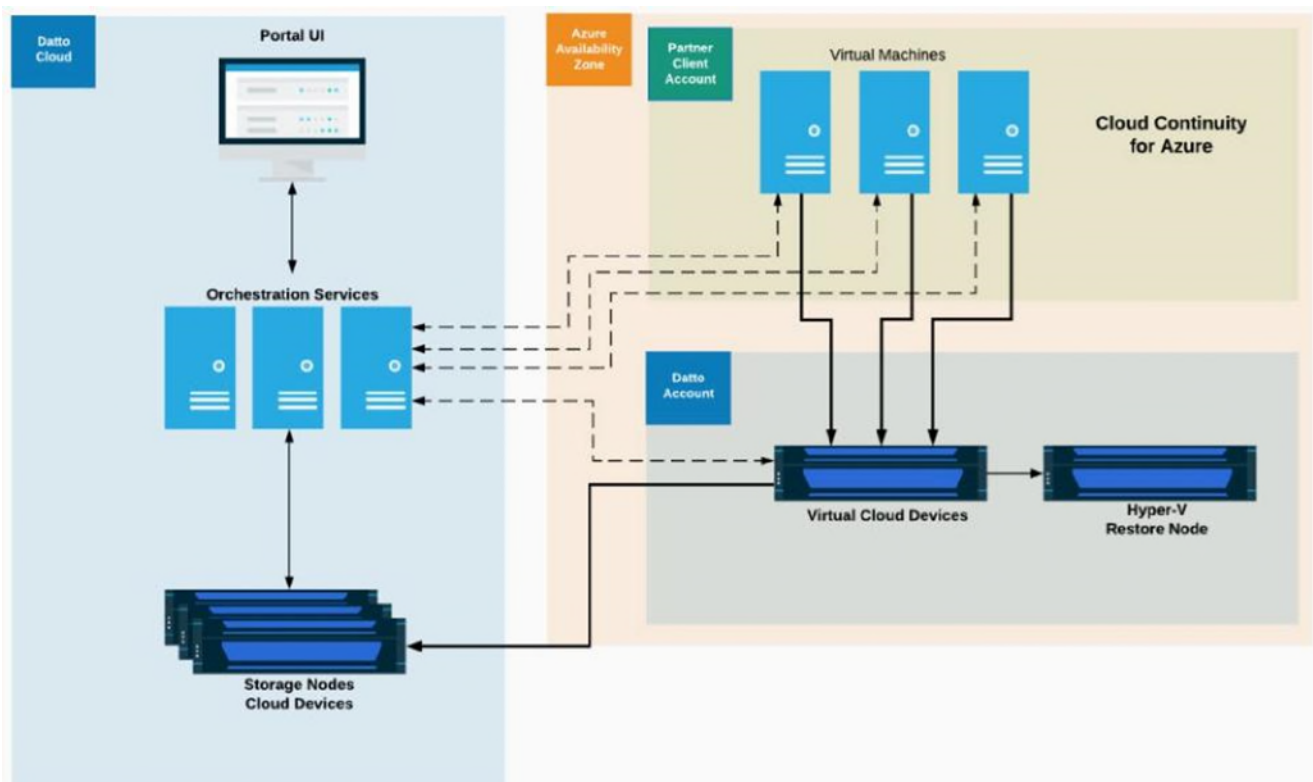 Datto
Cloud
Portal UI
Orchestration Services
Storage Nodes
Cloud Devices
Azure
Availability
Zone
Partner
Client
Account
Virtual Machines
Cloud Continuity
for Azure
Datto
Account
Virtual Cloud Devices
Hyper-V
Restore Node